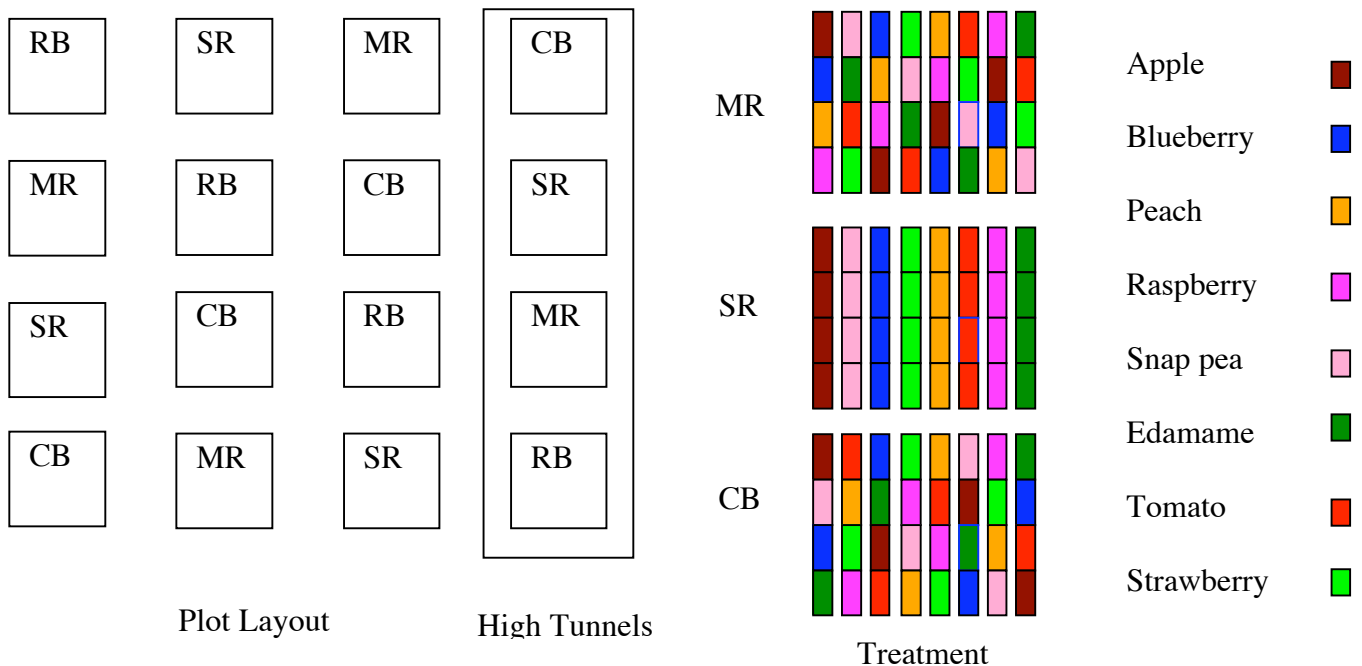 RB SR MR CB
MR RB CB SR
SR CB RB MR
CB MR SR RB
Plot Layout
High Tunnels
MR
SR
CB
Treatment
Apple
Blueberry
Peach
Raspberry
Snap pea
Edamame
Tomato
Strawberry